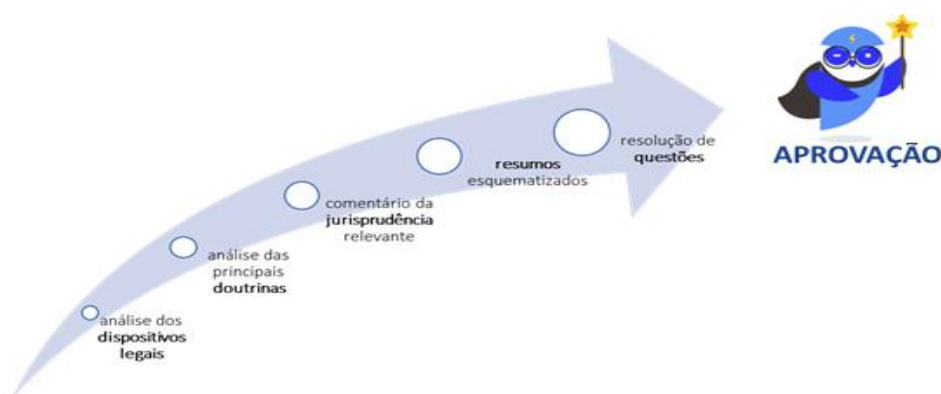 análise dos
dispositivos
legais
análise das
principais
doutrinas
comentário da
jurisprudência
relevante
resumos
esquematizados
resolução de
questões
APROVAÇÃO